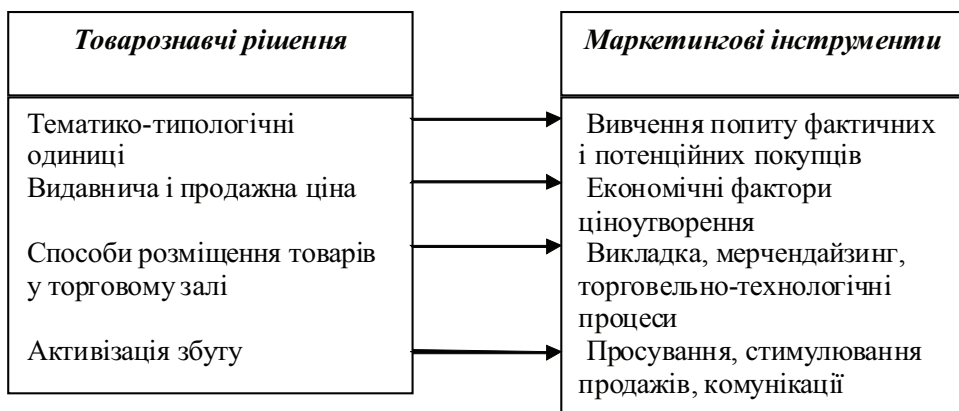 Товарознавчі рішення
Тематико-типологічні
одиниці
Видавнича і продажна ціна
Способи розміщення товарів
у торговому залі
Активізація збуту
Маркетингові інструменти
Вивчення попиту фактичних
і потенційних покупців
Економічні фактори
ціноутворення
Викладка, мерчендайзинг,
торговельно-технологічні
процеси
Просування, стимулювання
продажів, комунікації